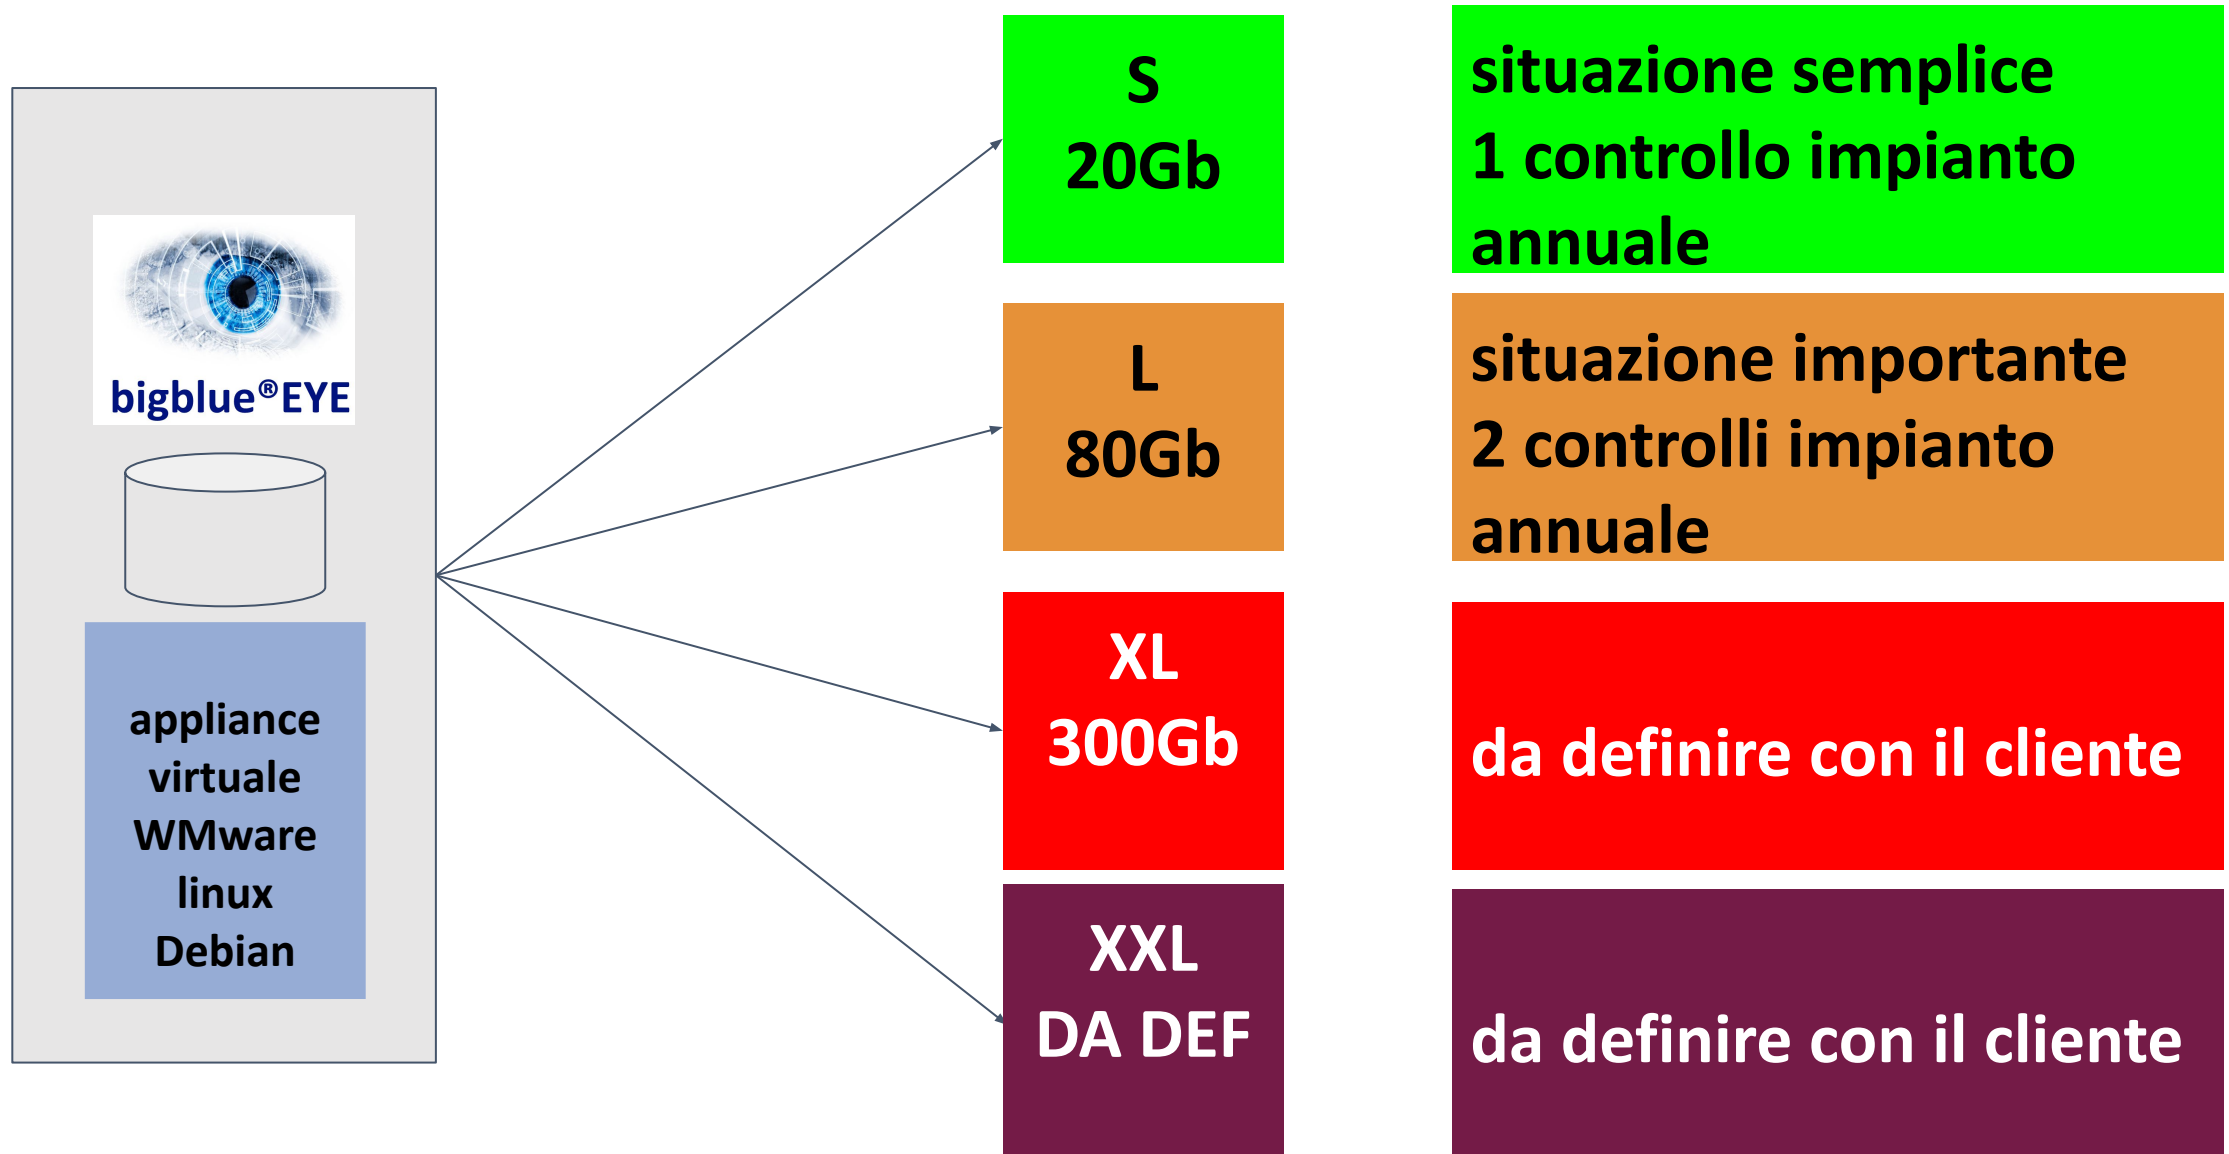 bigblue®EYE
appliance
virtuale
WMware
linux
Debian
S
20Gb
situazione semplice
1 controllo impianto
annuale
L
80Gb
situazione importante
2 controlli impianto
annuale
XL
300Gb
da definire con il cliente
XXL
DA DEF
da definire con il cliente